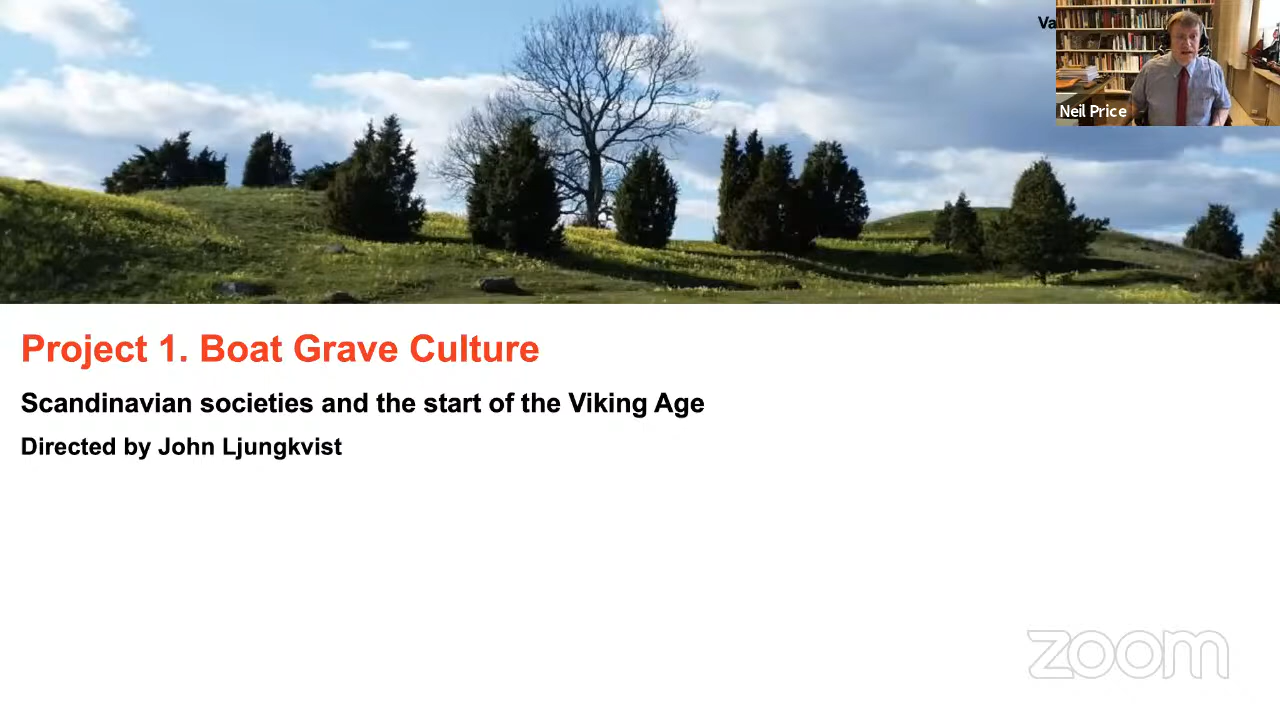 Va
Neil Price
Project 1. Boat Grave Culture
Scandinavian societies and the start of the Viking Age
Directed by John Ljungkvist
zoom